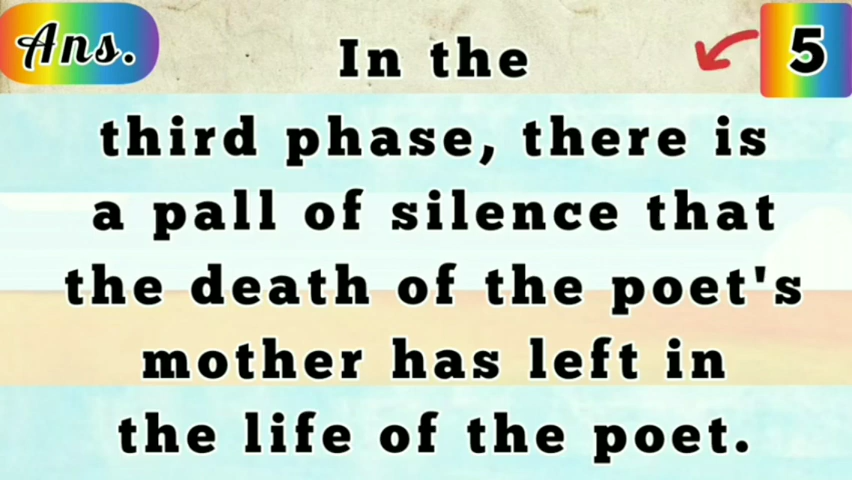 Ans.
5
In the
third phase, there is
a pall of silence that
the death of the poet's
mother has left in
the life of the poet.